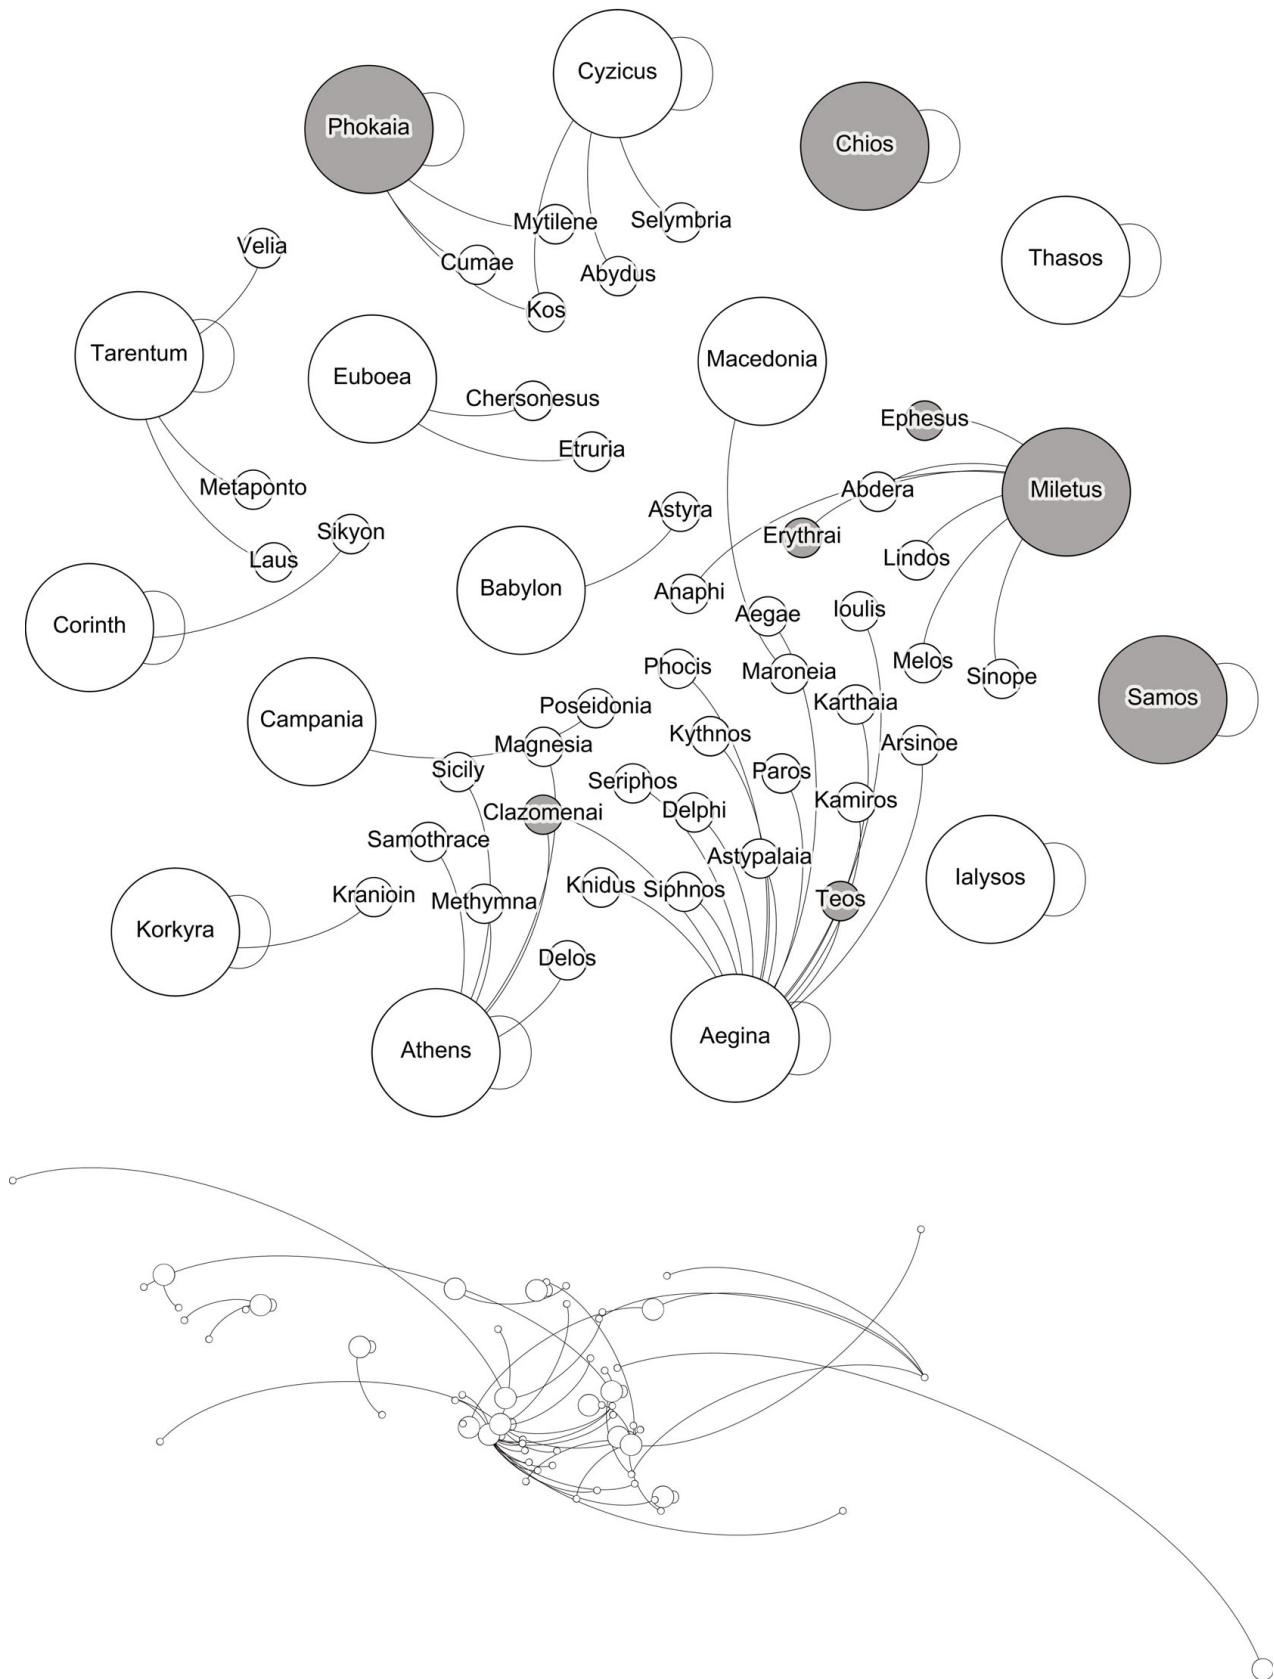 Cyzicus
Phokaia
Chios
Mytilene
Selymbria
Velia
Cumae
Abydus
Thasos
Kos
Tarentum
Euboea
Macedonia
Chersonesus
Ephesus
Etruria
Metaponto
Abdera
Miletus
Astyra
Sikyon
Erythrai
Laus
Lindos
Babylon
Anaphi
Corinth
Aegae
Ioulis
Phocis
Maroneia
Melos
Sinope
Karthaia
Samos
Campania
Poseidonia
Magnesia
Kythnos
Arsinoe
Sicily
Seriphos
Paros
Clazomenai
Delphi
Kamiros
Samothrace
Astypalaia
Ialysos
Kranioin
Methymna
Knidus
Siphnos
Teos
Korkyra
Delos
Athens
Aegina